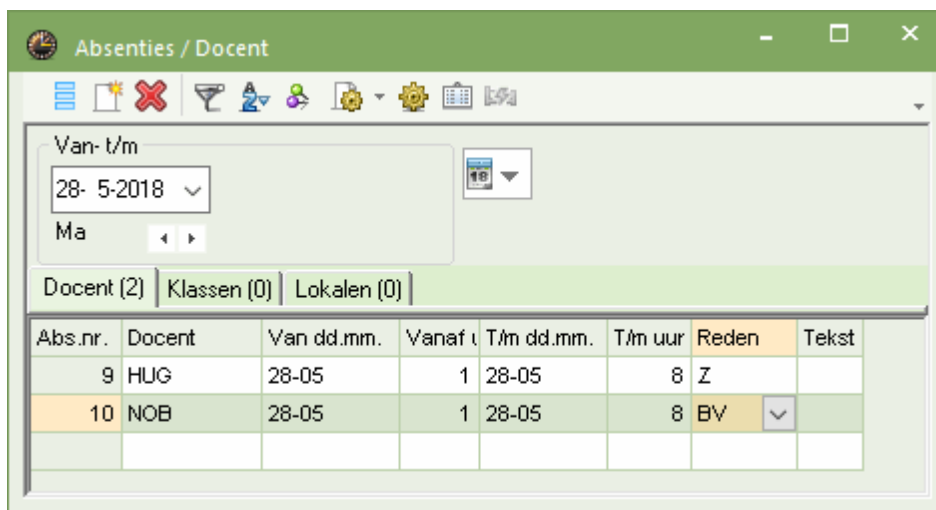 Absenties / Docent
Van- t/m
28- 5-2018
18
Ma
Docent (2) Klassen (0) Lokalen (0)
Abs.nr. Docent Van dd.mm. Vanaf T/m dd.mm. T/m uur Reden Tekst
9 HUG 28-05 1 28-05 8 Z
10 NOB 28-05 1 28-05 8 BV